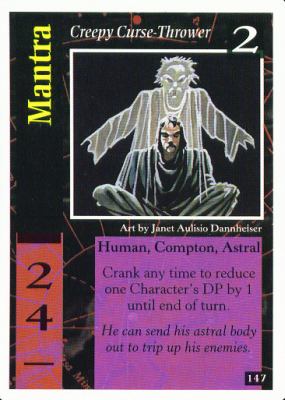 Mantra
Creepy Curse-Thrower
2
Art by Janet Aulisio Dannheiser
Human, Compton, Astral
2
4
Crank any time to reduce
one Character's DP by 1
until end of turn.
He can send his astral body
out to trip up his enemies.
147